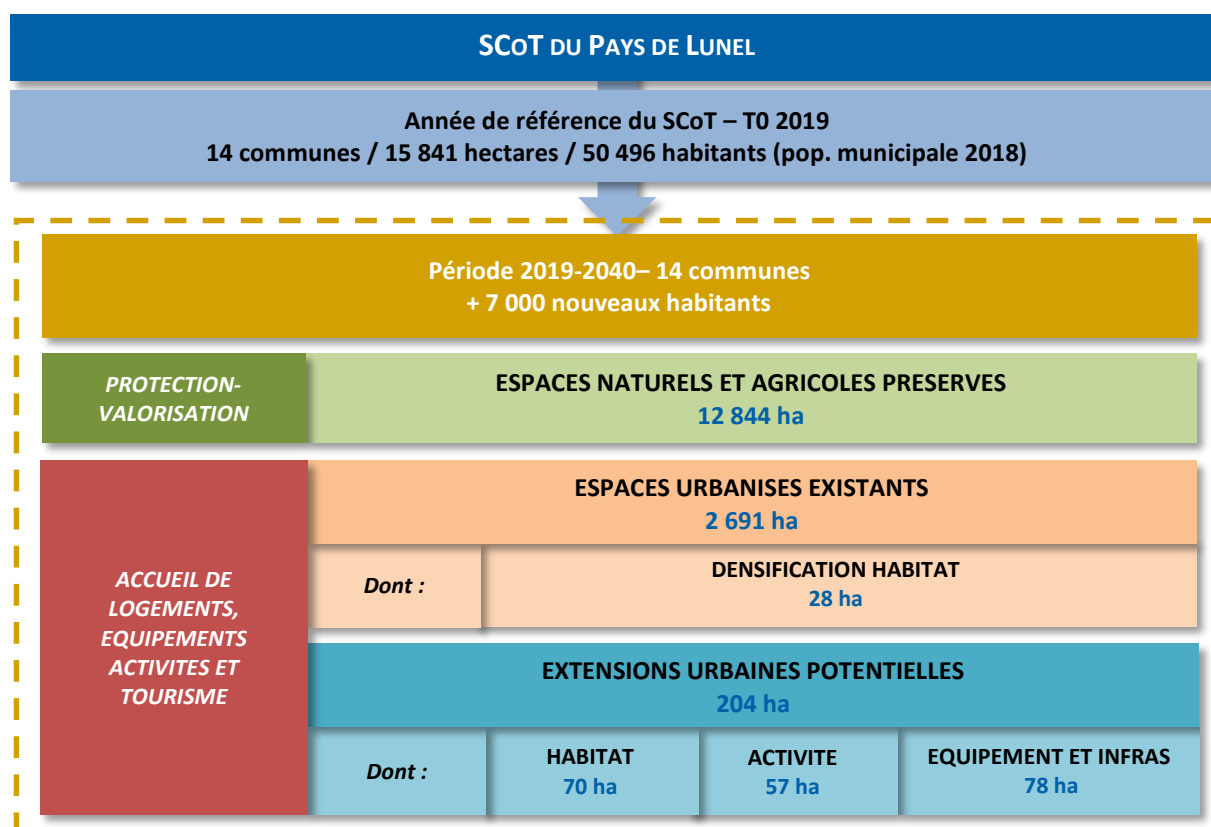 SCOT DU PAYS DE LUNEL
Année de référence du SCoT – T0 2019
14 communes / 15 841 hectares / 50 496 habitants (pop. municipale 2018)
Période 2019-2040– 14 communes
+ 7 000 nouveaux habitants
PROTECTION-
VALORISATION
ESPACES NATURELS ET AGRICOLES PRESERVES
12 844 ha
ACCUEIL DE
LOGEMENTS,
EQUIPEMENTS
ACTIVITES ET
TOURISME
ESPACES URBANISES EXISTANTS
2 691 ha
Dont :
DENSIFICATION HABITAT
28 ha
EXTENSIONS URBAINES POTENTIELLES
204 ha
Dont :
HABITAT
70 ha
ACTIVITE
57 ha
EQUIPEMENT ET INFRAS
78 ha